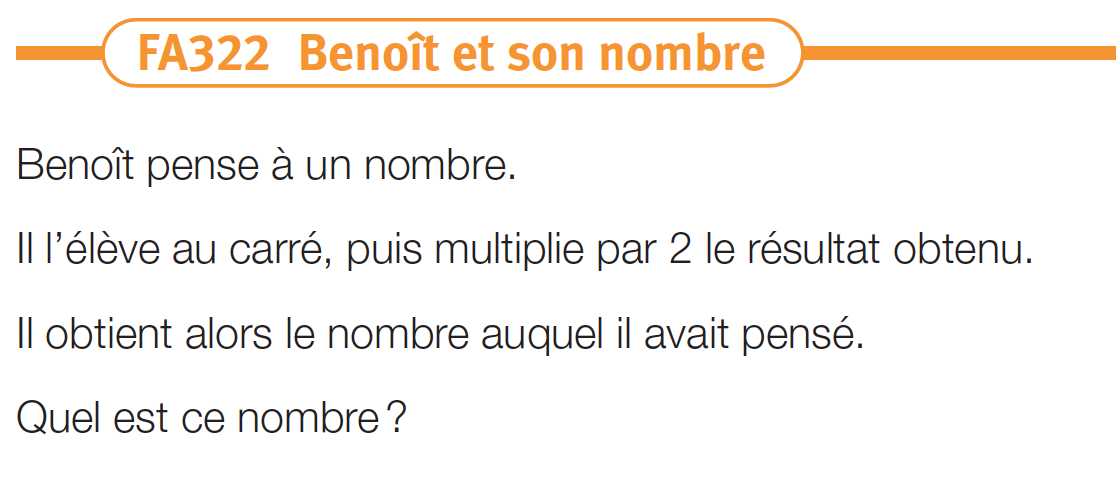 FA322 Benoît et son nombre
Benoît pense à un nombre.
Il l’élève au carré, puis multiplie par 2 le résultat obtenu.
Il obtient alors le nombre auquel il avait pensé.
Quel est ce nombre ?